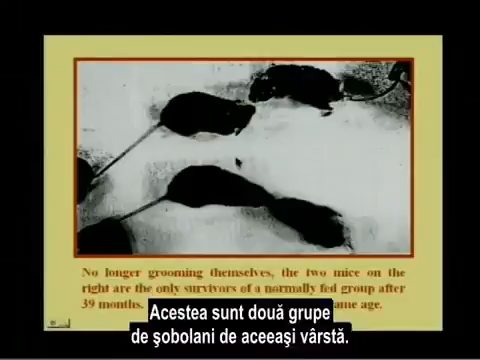 No longer grooming themselves, the two mice on the
right are the only survivors of a normally fed group after
39 months. ame age.
Acestea sunt două grupe
de şobolani de aceeaşi vârstă.